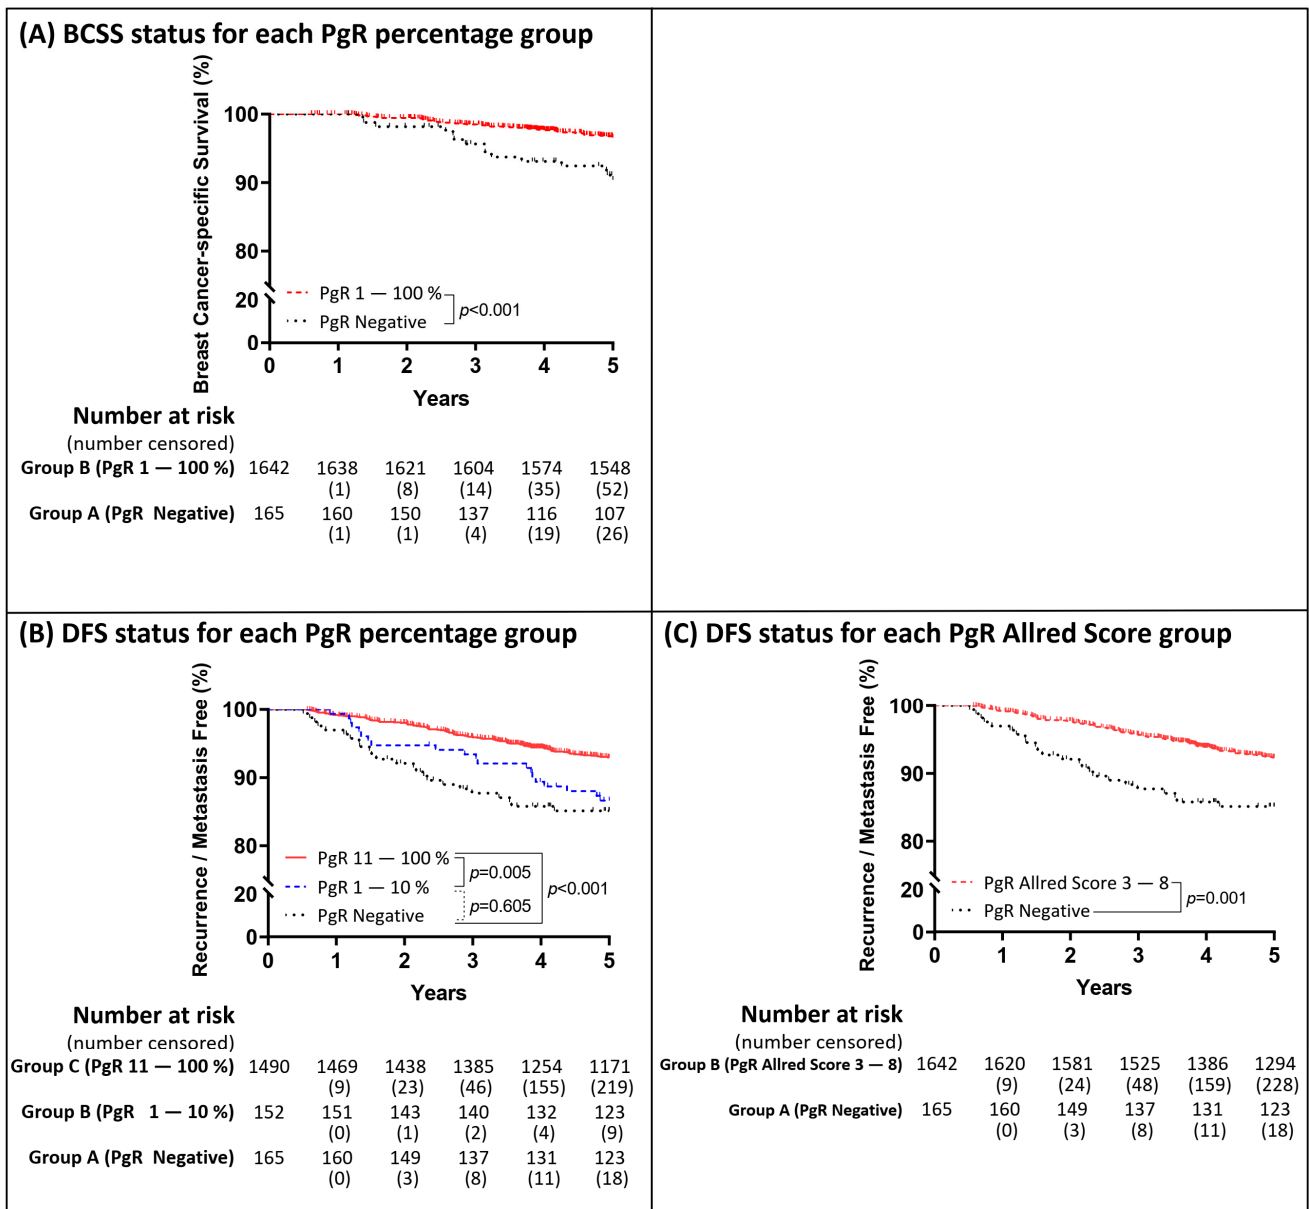 (A) BCSS status for each PgR percentage group
Breast Cancer-specific Survival (%)
100
90
80
20
0
PgR 1 — 100 %
PgR Negative
p<0.001
0 1 2 3 4 5
Years
Number at risk
(number censored)
Group B (PgR 1 — 100 %) 1642 1638 1621 1604 1574 1548
(1) (8) (14) (35) (52)
Group A (PgR Negative) 165 160 150 137 116 107
(1) (1) (4) (19) (26)
(B) DFS status for each PgR percentage group
Recurrence / Metastasis Free (%)
100
90
80
20
0
PgR 11 — 100 %
PgR 1 — 10 %
PgR Negative
p=0.005
p=0.605
p<0.001
0 1 2 3 4 5
Years
Number at risk
(number censored)
Group C (PgR 11 — 100 %) 1490 1469 1438 1385 1254 1171
(9) (23) (46) (155) (219)
Group B (PgR 1 — 10 %) 152 151 143 140 132 123
(0) (1) (2) (4) (9)
Group A (PgR Negative) 165 160 149 137 131 123
(0) (3) (8) (11) (18)
(C) DFS status for each PgR Allred Score group
Recurrence / Metastasis Free (%)
100
90
80
20
0
PgR Allred Score 3 — 8
PgR Negative
p=0.001
0 1 2 3 4 5
Years
Number at risk
(number censored)
Group B (PgR Allred Score 3 — 8) 1642 1620 1581 1525 1386 1294
(9) (24) (48) (159) (228)
Group A (PgR Negative) 165 160 149 137 131 123
(0) (3) (8) (11) (18)